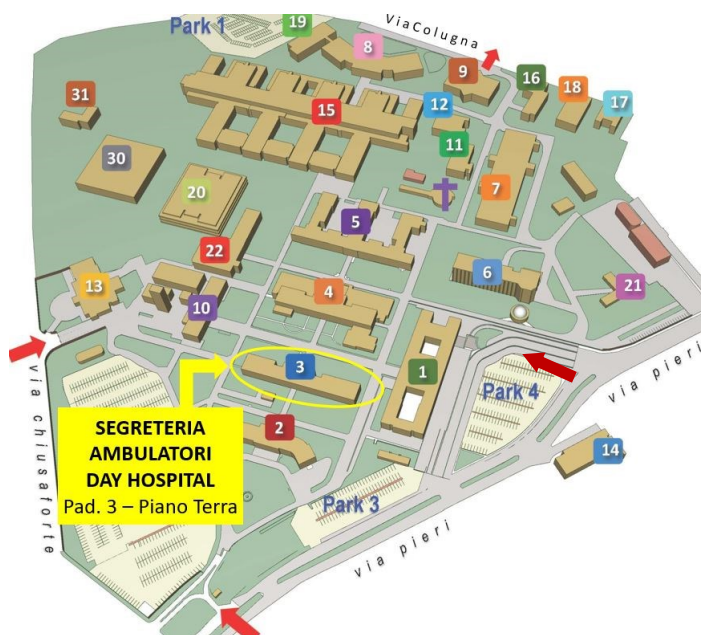 19
Park 1
ViaColugna
8
9
16
18
17
31
15
12
11
30
20
7
5
22
6
13
4
21
10
3
1
Park 4
via pieri
SEGRETERIA
AMBULATORI
DAY HOSPITAL
Pad. 3 – Piano Terra
2
14
via chiusaforte
Park 3
via pieri